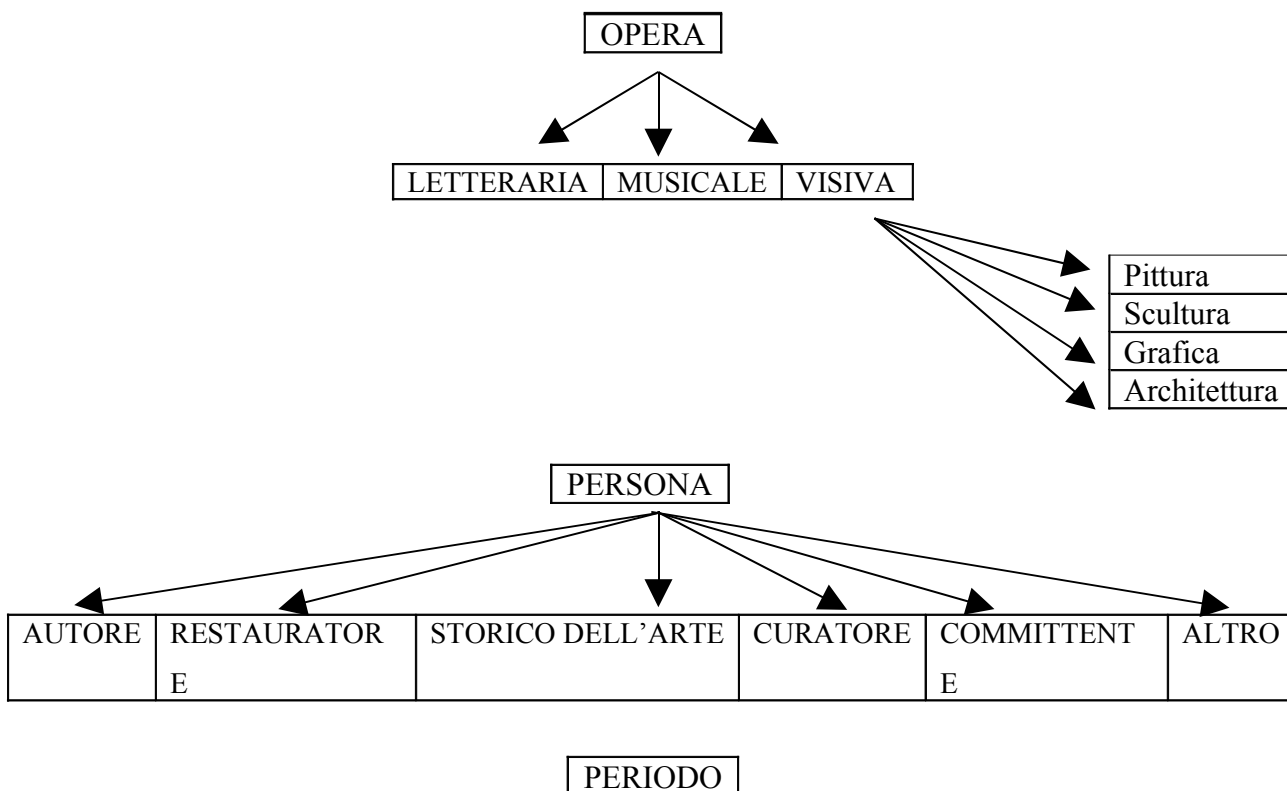 OPERA
LETTERARIA MUSICALE VISIVA
Pittura
Scultura
Grafica
Architettura
PERSONA
AUTORE RESTAURATOR STORICO DELL’ARTE CURATORE COMMITTENT ALTRO
E E
PERIODO